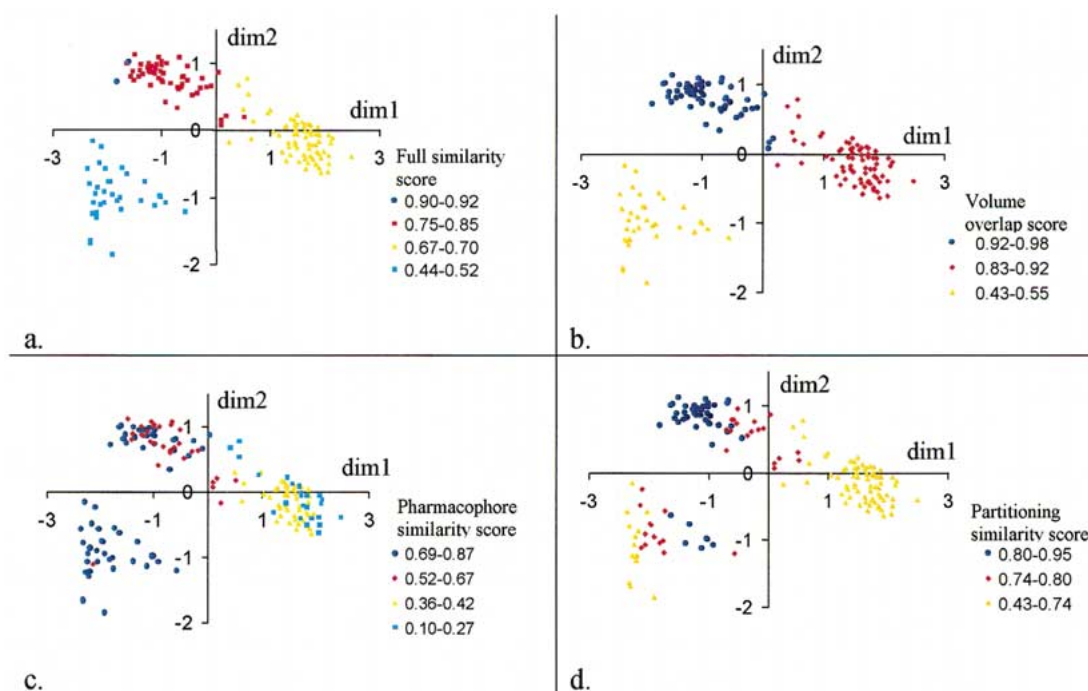 dim2
1
dim1
0
-3
-1
1
3
Full similarity
score
-1
0.90-0.92
0.75-0.85
0.67-0.70
-2
0.44-0.52
a.
dim2
1
dim1
0
-3
-1
1
3
Volume
overlap score
-1
0.92-0.98
0.83-0.92
-2
0.43-0.55
b.
dim2
1
dim1
0
-3
-1
1
3
Pharmacophore
similarity score
-1
0.69-0.87
0.52-0.67
0.36-0.42
-2
0.10-0.27
c.
dim2
1
dim1
0
-3
-1
1
3
Partitioning
similarity score
-1
0.80-0.95
0.74-0.80
-2
0.43-0.74
d.